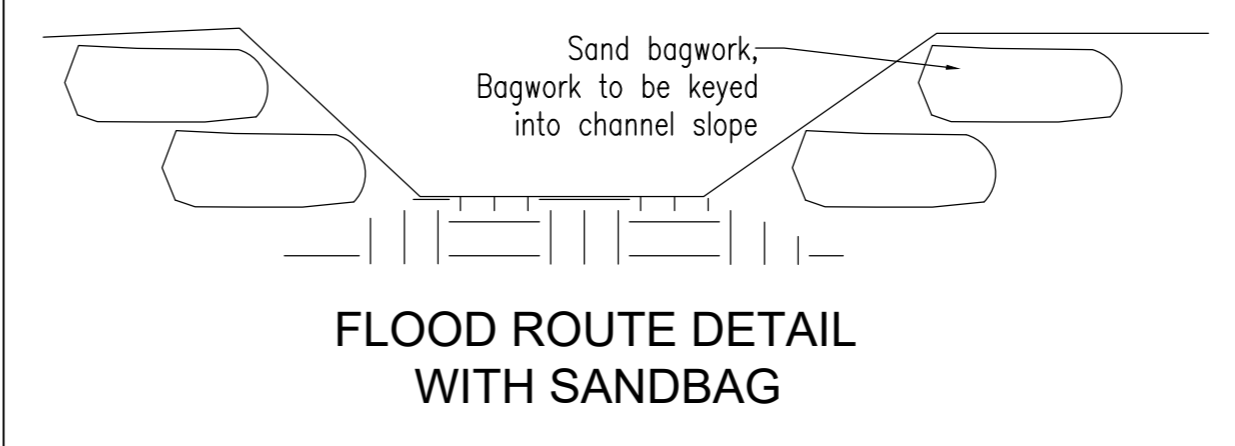 Sand bagwork,
Bagwork to be keyed
into channel slope
FLOOD ROUTE DETAIL
WITH SANDBAG